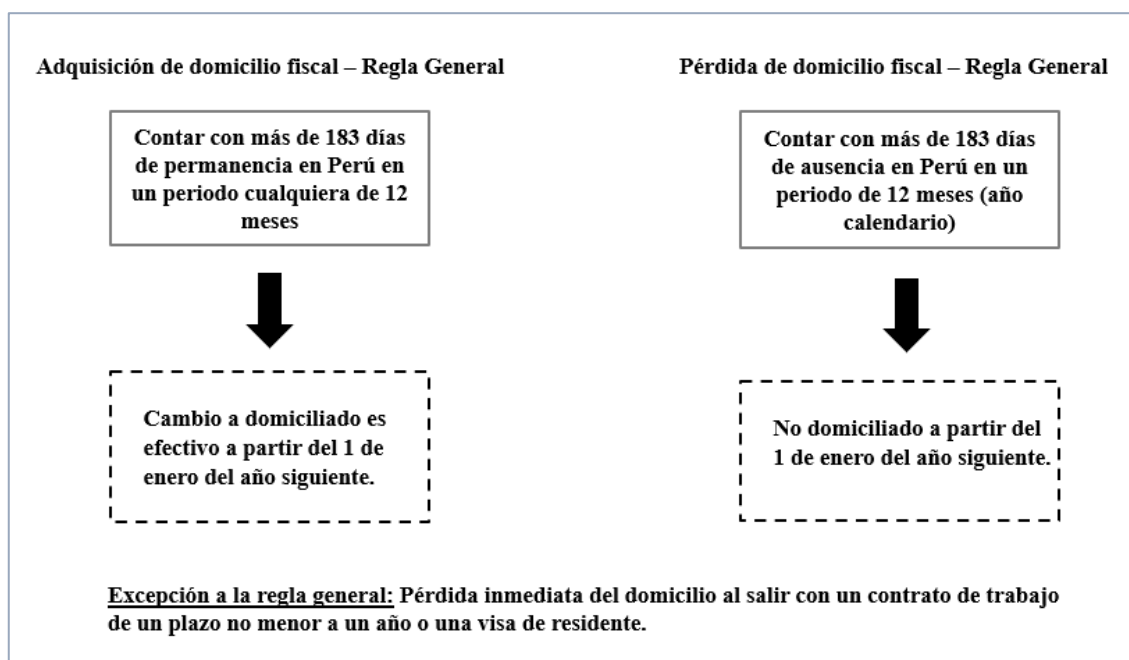 Adquisición de domicilio fiscal – Regla General
Contar con más de 183 días
de permanencia en Perú en
un periodo cualquiera de 12
meses
Cambio a domiciliado es
efectivo a partir del 1 de
enero del año siguiente.
Pérdida de domicilio fiscal – Regla General
Contar con más de 183 días
de ausencia en Perú en un
periodo de 12 meses (año
calendario)
No domiciliado a partir del
1 de enero del año siguiente.
Excepción a la regla general: Pérdida inmediata del domicilio al salir con un contrato de trabajo
de un plazo no menor a un año o una visa de residente.